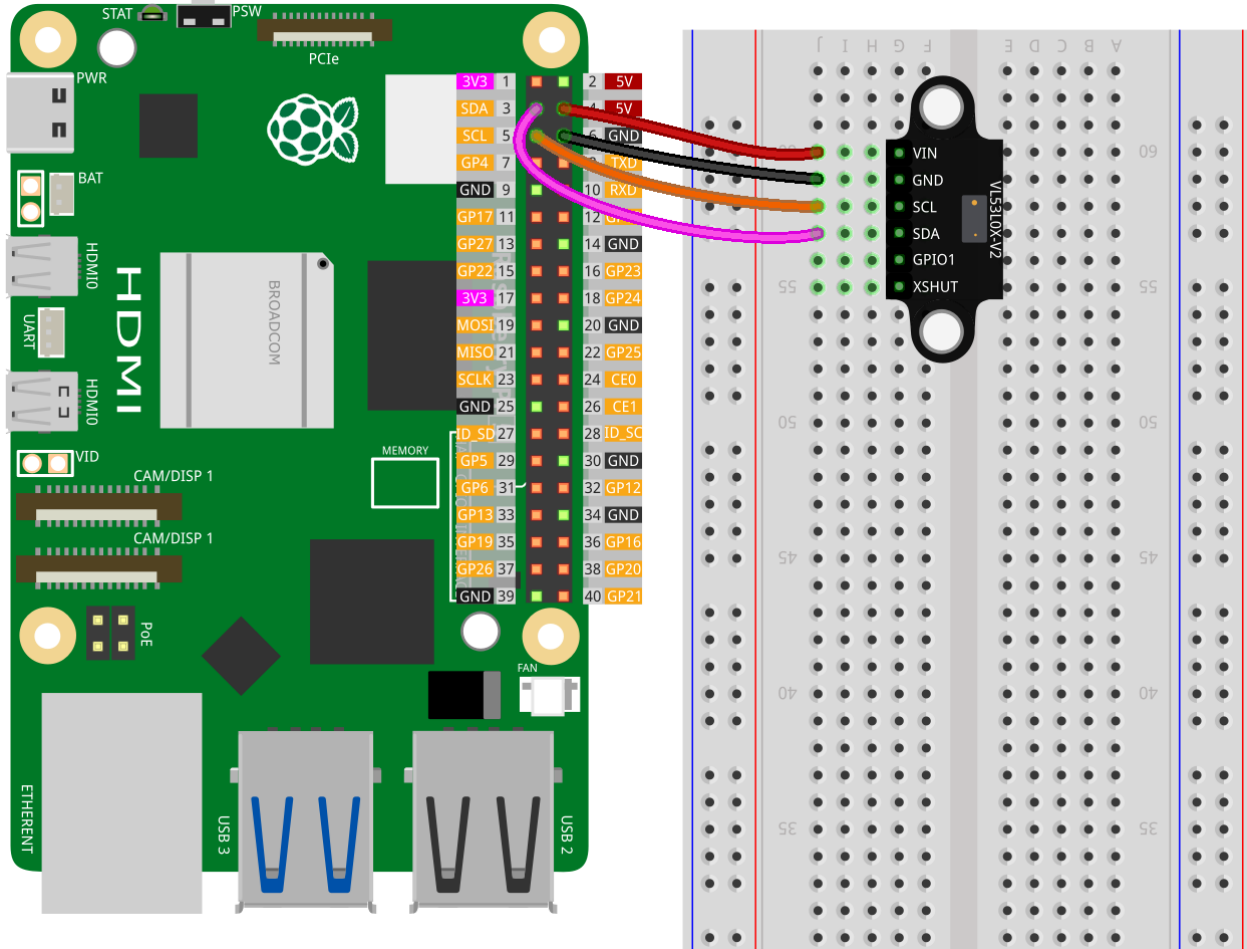 STAT
PSW
PCIe
PWR
BAT
HDMI0
UART
HDMI0
VID
HDMI
BROADCOM
MEMORY
CAM/DISP 1
CAM/DISP 1
PoE
FAN
ETHERENT
USB 3
USB 2
3V3 1 2 5V
SDA 3 4 5V
SCL 5 6 GND
GP4 7 8 TXD
GND 9 10 RXD
GP17 11 12
GP27 13 14 GND
GP22 15 16 GP23
3V3 17 18 GP24
MOSI 19 20 GND
MISO 21 22 GP25
SCLK 23 24 CE0
GND 25 26 CE1
ID_SD 27 28 ID_SC
GP5 29 30 GND
GP6 31 32 GP12
GP13 33 34 GND
GP19 35 36 GP16
GP26 37 38 GP20
GND 39 40 GP21
J I H G F E D C B A
60
55 55
50 50
45 45
40 40
35 35
VIN
GND
SCL
SDA
GPIO1
XSHUT
VL53L0X-V2